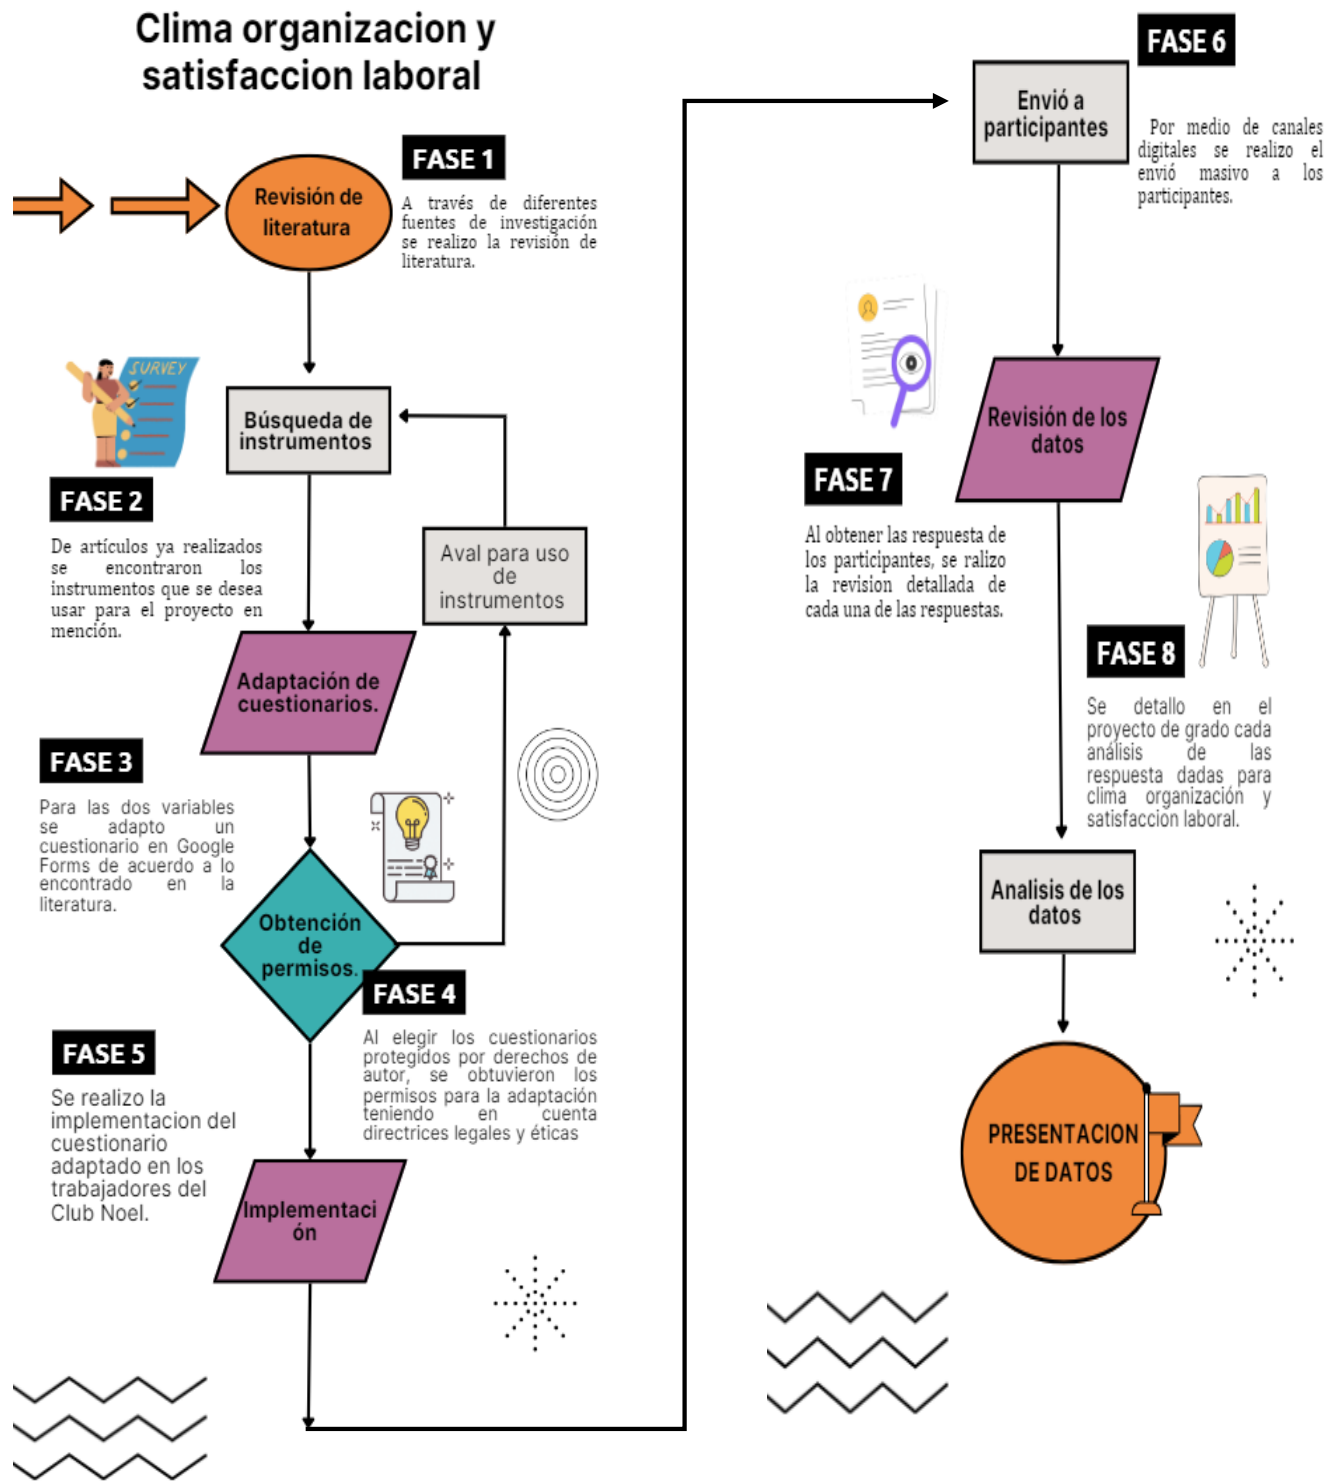 Clima organizacion y
satisfaccion laboral
FASE 1
Revisión de
literatura
A través de diferentes
fuentes de investigación
se realizo la revisión de
literatura.
SURVEY
Búsqueda de
instrumentos
FASE 2
De artículos ya realizados
se encontraron los
instrumentos que se desea
usar para el proyecto en
mención.
Aval para uso
de
instrumentos
Adaptación de
cuestionarios.
FASE 3
Para las dos variables
se adapto un
cuestionario en Google
Forms de acuerdo a lo
encontrado en la
literatura.
Obtención
de
permisos.
FASE 4
Al elegir los cuestionarios
protegidos por derechos de
autor, se obtuvieron los
permisos para la adaptación
teniendo en cuenta
directrices legales y éticas
FASE 5
Se realizo la
implementacion del
cuestionario
adaptado en los
trabajadores del
Club Noel.
Implementaci
ón
FASE 6
Envió a
participantes
Por medio de canales
digitales se realizo el
envió masivo a los
participantes.
Revisión de los
datos
FASE 7
Al obtener las respuesta de
los participantes, se ralizo
la revision detallada de
cada una de las respuestas.
FASE 8
Se detallo en el
proyecto de grado cada
análisis de las
respuesta dadas para
clima organización y
satisfaccion laboral.
Analisis de los
datos
PRESENTACION
DE DATOS